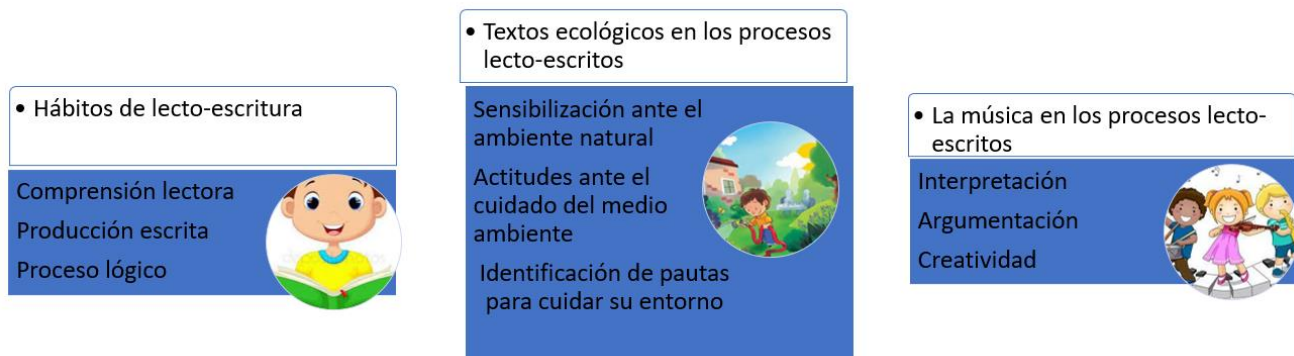 • Hábitos de lecto-escritura
Comprensión lectora
Producción escrita
Proceso lógico
• Textos ecológicos en los procesos
lecto-escritos
Sensibilización ante el
ambiente natural
Actitudes ante el
cuidado del medio
ambiente
Identificación de pautas
para cuidar su entorno
• La música en los procesos lecto-
escritos
Interpretación
Argumentación
Creatividad